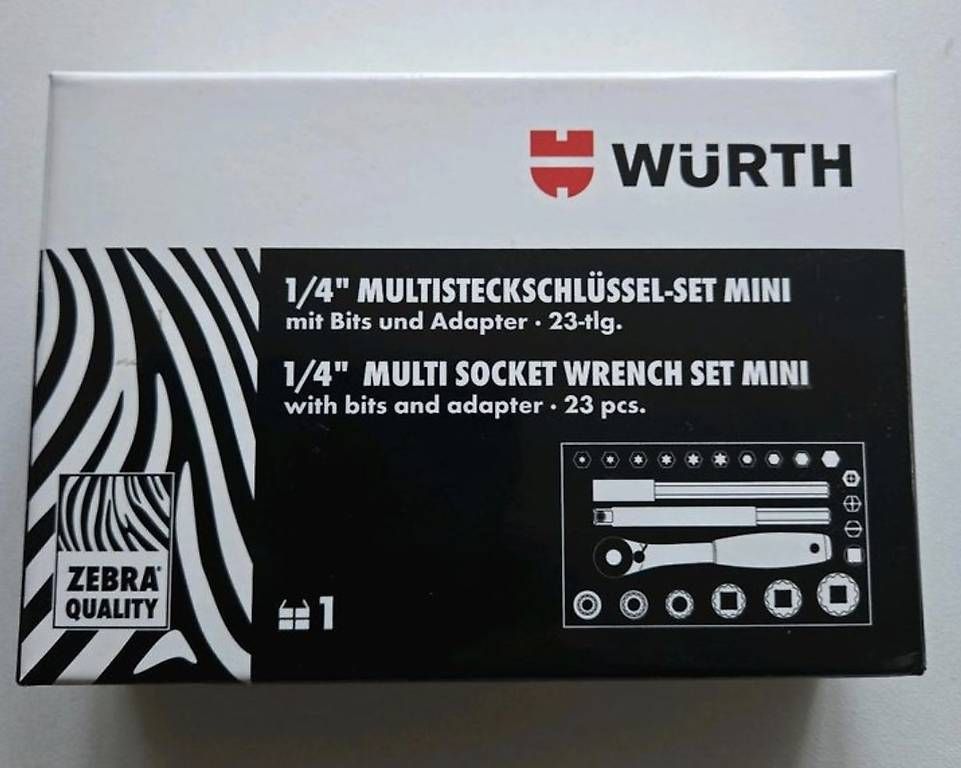 WÜRTH
1/4" MULTISTECKSCHLÜSSEL-SET MINI
mit Bits und Adapter · 23-tlg.
1/4" MULTI SOCKET WRENCH SET MINI
with bits and adapter · 23 pcs.
ZEBRA®
QUALITY
1